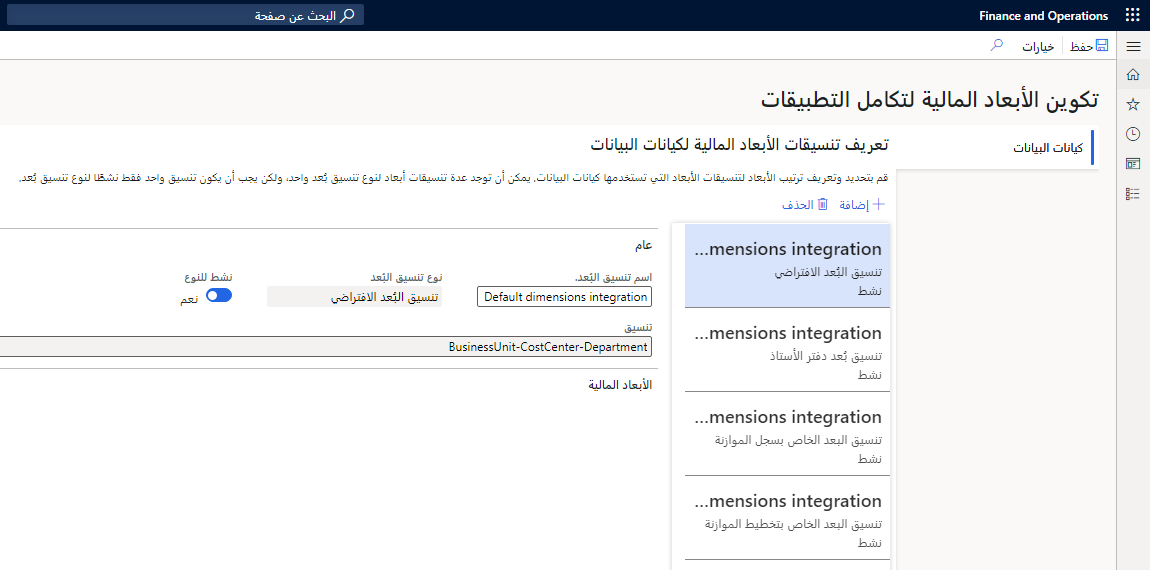 Finance and Operations
البحث عن صفحة
حفظ
خيارات
تكوين الأبعاد المالية لتكامل التطبيقات
كيانات البيانات
تعريف تنسيقات الأبعاد المالية لكيانات البيانات
قم بتحديد وتعريف ترتيب الأبعاد لتنسيقات الأبعاد التي تستخدمها كيانات البيانات. يمكن أن توجد عدة تنسيقات أبعاد لنوع تنسيق بُعد واحد، ولكن يجب أن يكون تنسيق واحد فقط نشطًا لنوع تنسيق بُعد.
إضافة
الحذف
...mensions integration
تنسيق البُعد الافتراضي
نشط
...mensions integration
تنسيق بُعد دفتر الأستاذ
نشط
...mensions integration
تنسيق البعد الخاص بسجل الموازنة
نشط
...mensions integration
تنسيق البعد الخاص بتخطيط الموازنة
نشط
عام
اسم تنسيق البُعد.
Default dimensions integration
نوع تنسيق البُعد
تنسيق البُعد الافتراضي
نشط للنوع
نعم
تنسيق
BusinessUnit-CostCenter-Department
الأبعاد المالية